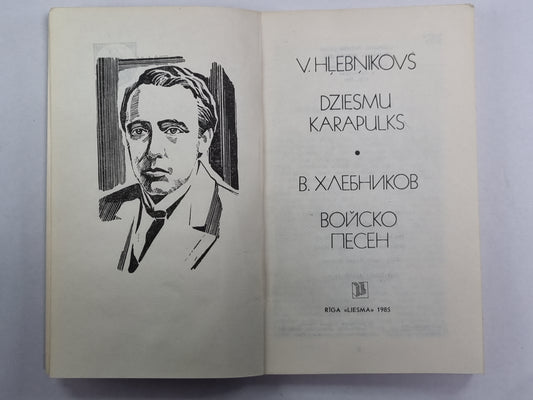 V. HĻEBŅIKOVS
DZIESMU
KARAPULKS
•
В. ХЛЕБНИКОВ
ВОЙСКО
ПЕСЕН
RĪGA «LIESMA» 1985